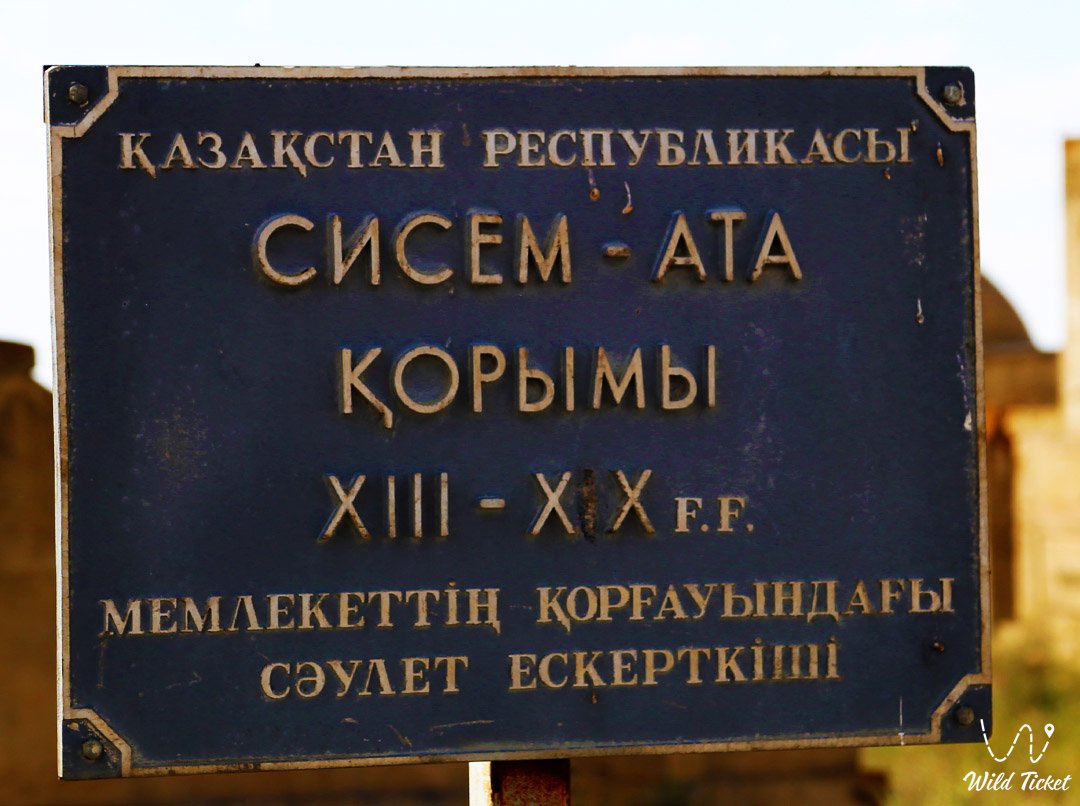 ҚАЗАҚСТАН РЕСПУБЛИКАСЫ
СИСЕМ - АТА
ҚОРЫМЫ
XIII - XIX Ғ.Ғ.
МЕМЛЕКЕТТІҢ ҚОРҒАУЫНДАҒЫ
СӘУЛЕТ ЕСКЕРТКІШІ
Wild Ticket